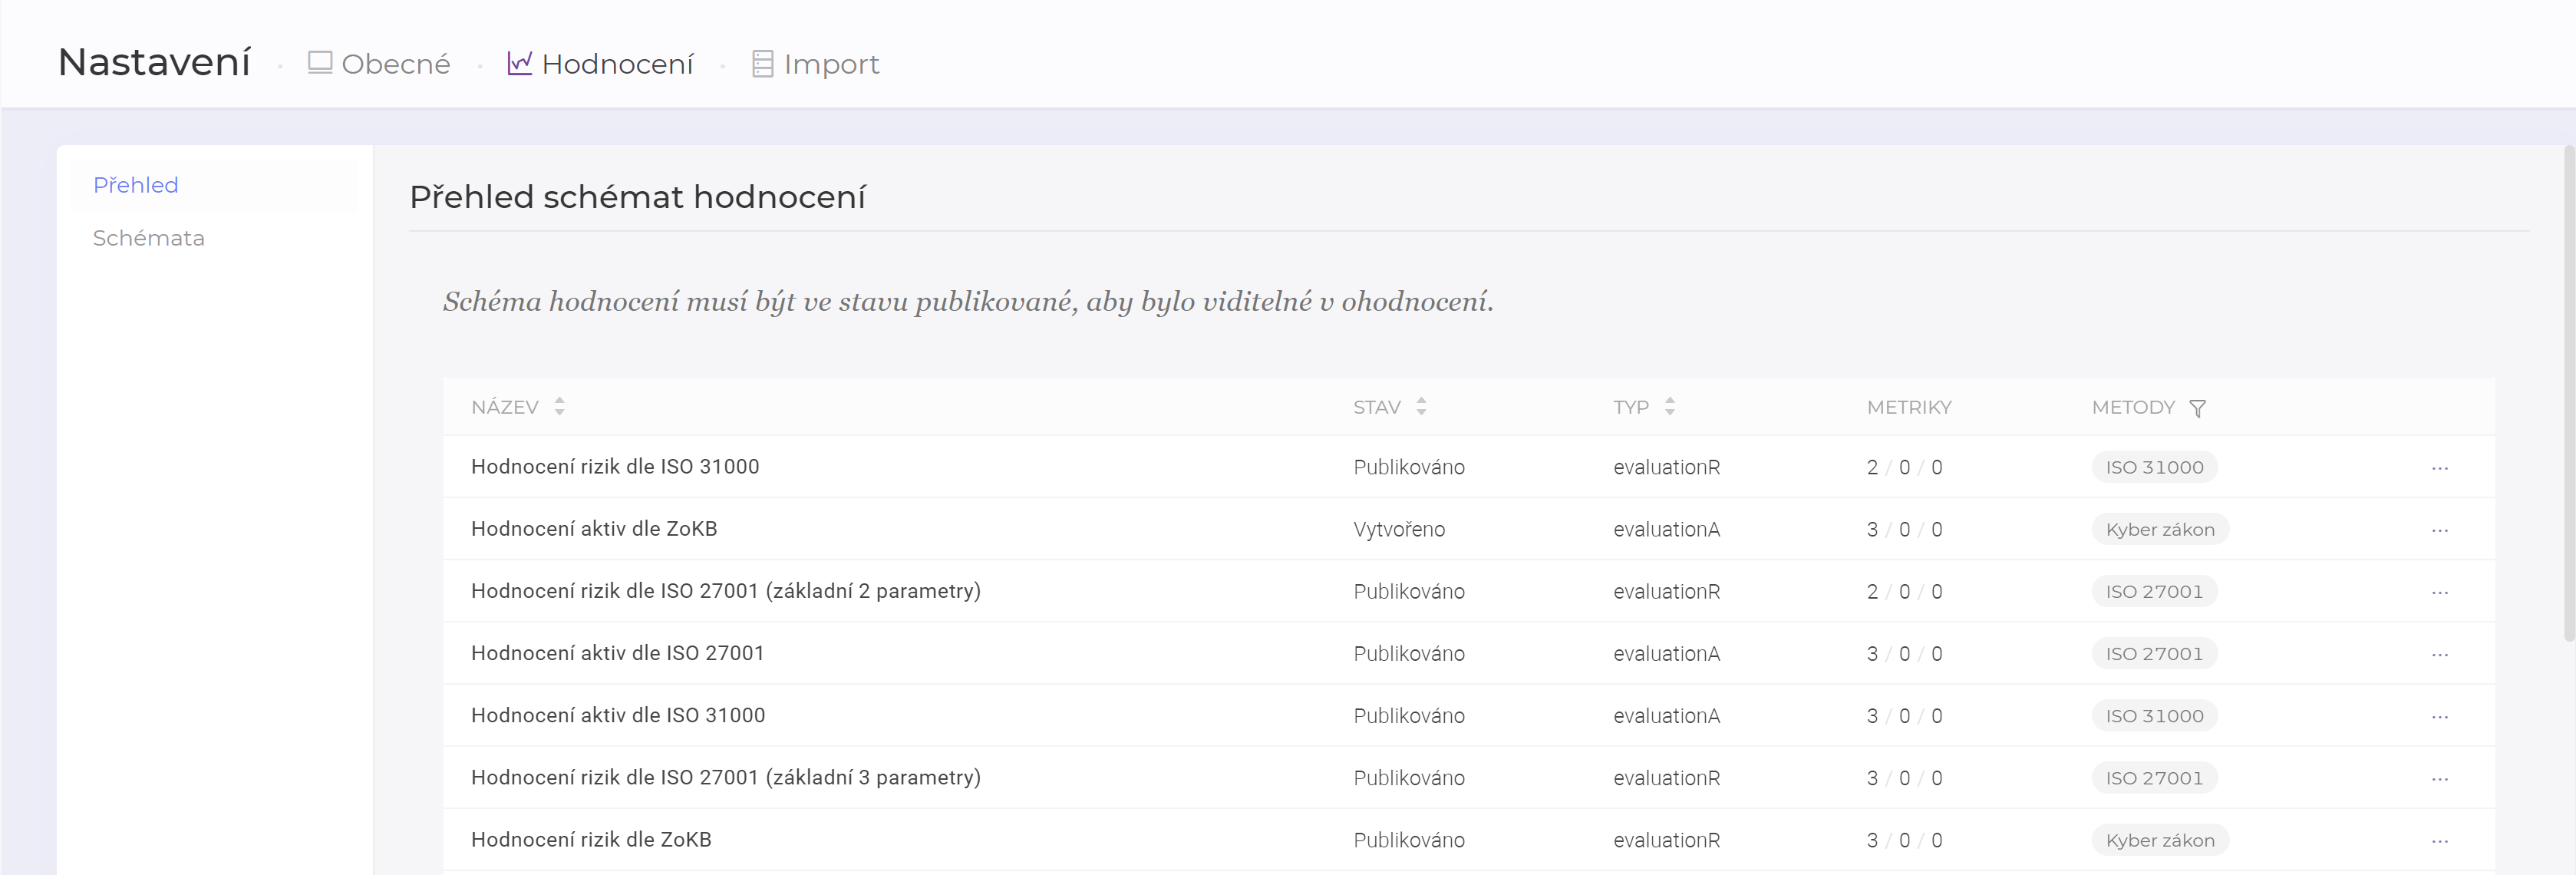 Nastavení · Obecné · Hodnocení · Import
Přehled
Schémata
Přehled schémat hodnocení
Schéma hodnocení musí být ve stavu publikované, aby bylo viditelné v ohodnocení.
NÁZEV STAV TYP METRIKY METODY
Hodnocení rizik dle ISO 31000 Publikováno evaluationR 2 / 0 / 0 ISO 31000 ...
Hodnocení aktiv dle ZoKB Vytvořeno evaluationA 3 / 0 / 0 Kyber zákon ...
Hodnocení rizik dle ISO 27001 (základní 2 parametry) Publikováno evaluationR 2 / 0 / 0 ISO 27001 ...
Hodnocení aktiv dle ISO 27001 Publikováno evaluationA 3 / 0 / 0 ISO 27001 ...
Hodnocení aktiv dle ISO 31000 Publikováno evaluationA 3 / 0 / 0 ISO 31000 ...
Hodnocení rizik dle ISO 27001 (základní 3 parametry) Publikováno evaluationR 3 / 0 / 0 ISO 27001 ...
Hodnocení rizik dle ZoKB Publikováno evaluationR 3 / 0 / 0 Kyber zákon ...